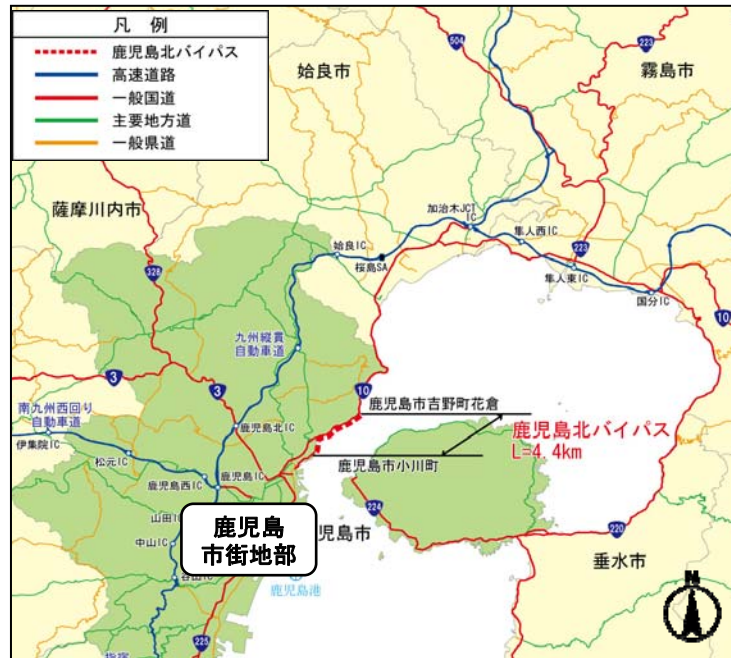 凡　例
鹿児島北バイパス
高速道路
一般国道
主要地方道
一般県道
504
223
姶良市
霧島市
薩摩川内市
加治木JCT
IC
隼人西IC
姶良IC
桜島SA
223
隼人東IC
国分IC
328
10
九州縦貫
自動車道
3
3
10
鹿児島市吉野町花倉
南九州西回り
自動車道
鹿児島北IC
鹿児島北バイパス
L=4.4km
伊集院IC
松元IC
鹿児島市小川町
鹿児島西IC
鹿児島IC
山田IC
224
鹿児島
市街地部
児島市
220
中山IC
垂水市
谷山IC
鹿児島港
N
225
指宿